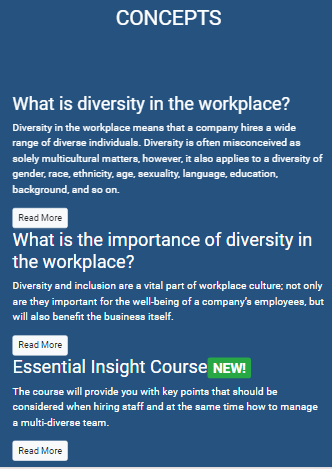 CONCEPTS
What is diversity in the workplace?
Diversity in the workplace means that a company hires a wide
range of diverse individuals. Diversity is often misconceived as
solely multicultural matters, however, it also applies to a diversity of
gender, race, ethnicity, age, sexuality, language, education,
background, and so on.
Read More
What is the importance of diversity in
the workplace?
Diversity and inclusion are a vital part of workplace culture; not only
are they important for the well-being of a company's employees, but
will also benefit the business itself.
Read More
Essential Insight Course NEW!
The course will provide you with key points that should be
considered when hiring staff and at the same time how to manage
a multi-diverse team.
Read More